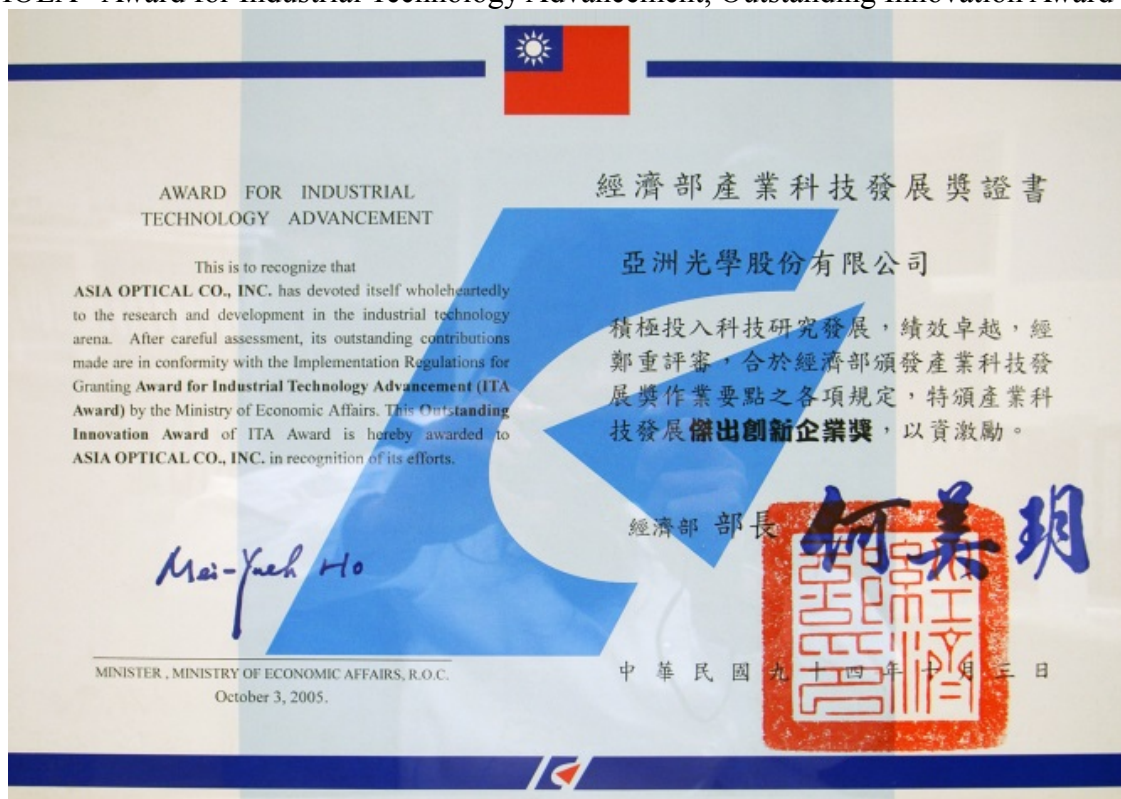 Award for Industrial Technology Advancement, Outstanding Innovation Award
AWARD FOR INDUSTRIAL
TECHNOLOGY ADVANCEMENT
This is to recognize that
ASIA OPTICAL CO., INC. has devoted itself wholeheartedly
to the research and development in the industrial technology
arena. After careful assessment, its outstanding contributions
made are in conformity with the Implementation Regulations for
Granting Award for Industrial Technology Advancement (ITA
Award) by the Ministry of Economic Affairs. This Outstanding
Innovation Award of ITA Award is hereby awarded to
ASIA OPTICAL CO., INC. in recognition of its efforts.
Mei-Yueh Ho
MINISTER , MINISTRY OF ECONOMIC AFFAIRS, R.O.C.
October 3, 2005.
經濟部產業科技發展獎證書
亞洲光學股份有限公司
積極投入科技研究發展，績效卓越，經
鄭重評審，合於經濟部頒發產業科技發
展獎作業要點之各項規定，特頒產業科
技發展傑出創新企業獎，以資激勵。
經濟部 部長 何美玥
經濟部印
中華民國九十四年十月三日